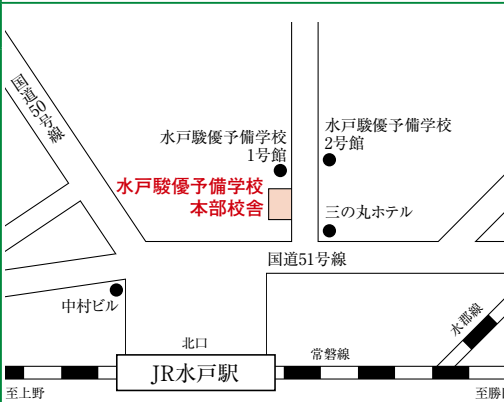 国道50号線
水戸駿優予備学校
1号館
水戸駿優予備学校
2号館
水戸駿優予備学校
本部校舎
三の丸ホテル
国道51号線
中村ビル
北口
JR水戸駅
常磐線
水郡線
至上野
至勝